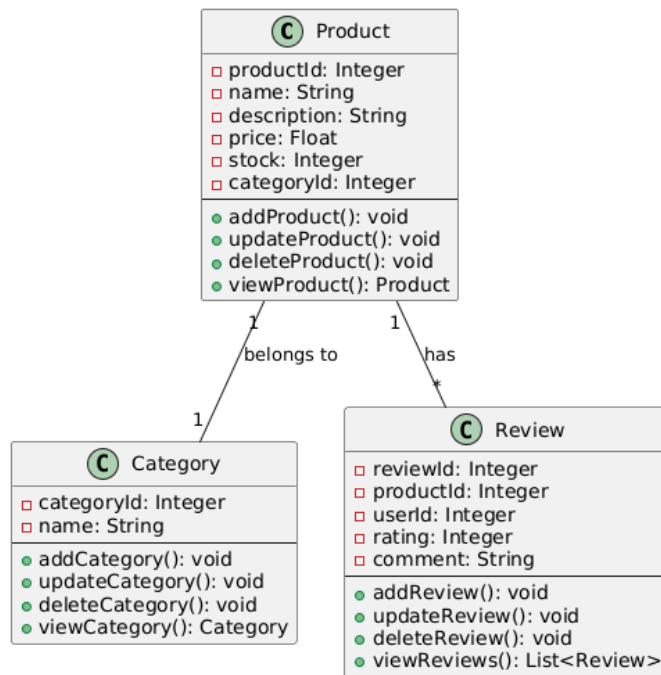 C Product
productId: Integer
name: String
description: String
price: Float
stock: Integer
categoryId: Integer
addProduct(): void
updateProduct(): void
deleteProduct(): void
viewProduct(): Product
1
1
belongs to
has
*
1
C Category
categoryId: Integer
name: String
addCategory(): void
updateCategory(): void
deleteCategory(): void
viewCategory(): Category
C Review
reviewId: Integer
productId: Integer
userId: Integer
rating: Integer
comment: String
addReview(): void
updateReview(): void
deleteReview(): void
viewReviews(): List<Review>